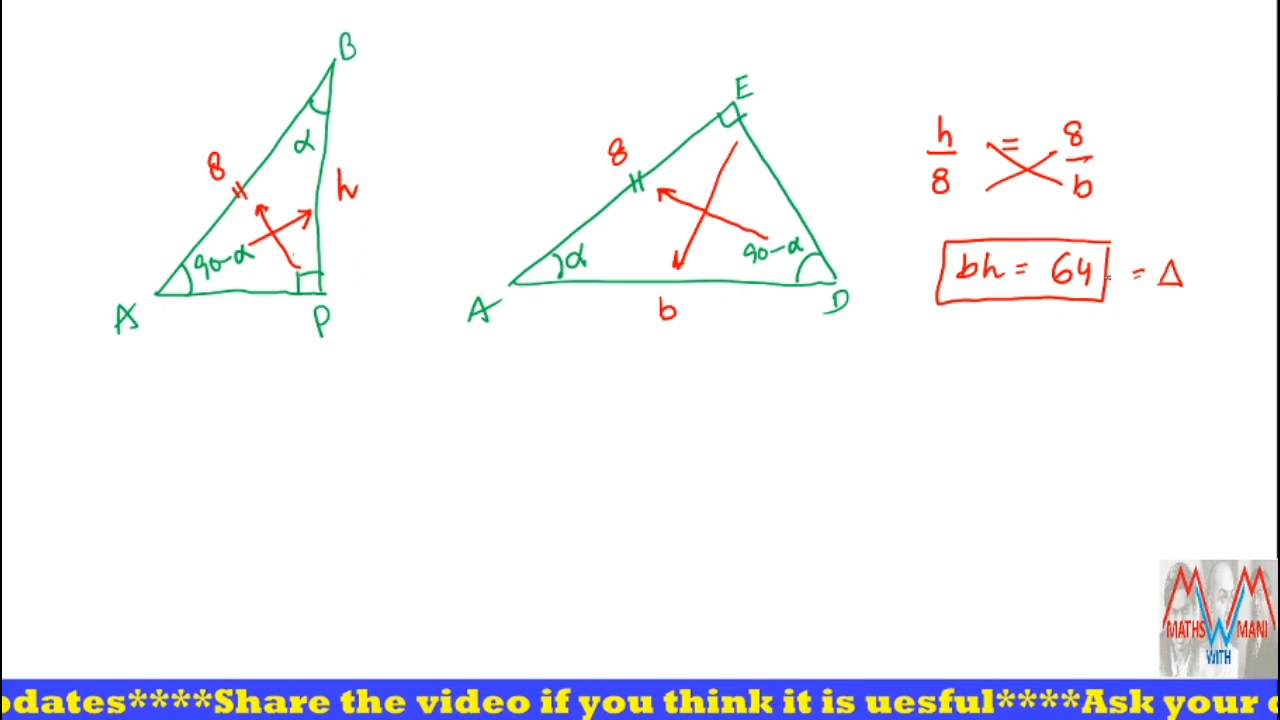 B
α
8
h
90-α
A
P
E
8
α
90-α
A
b
D
h/8 = 8/b
bh = 64 = Δ
MATHS WITH MANI
pdates****Share the video if you think it is uesful****Ask your